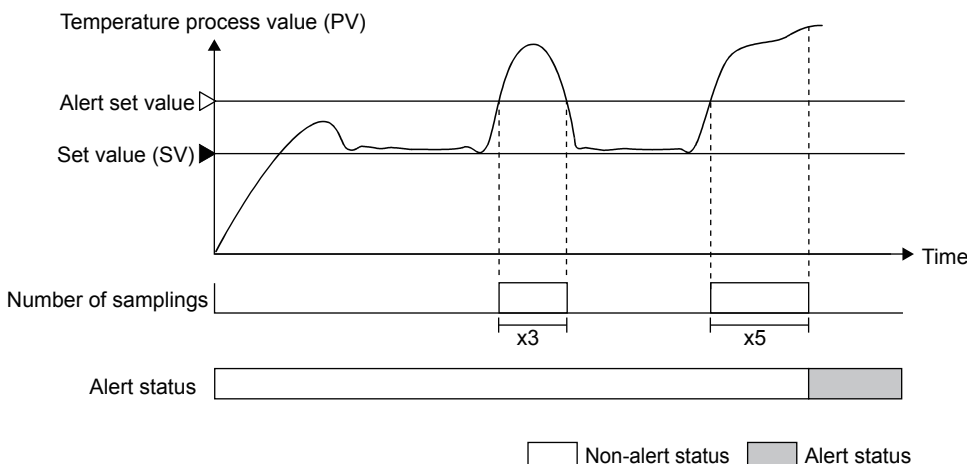 Temperature process value (PV)
Alert set value
Set value (SV)
Time
Number of samplings
x3
x5
Alert status
Non-alert status
Alert status